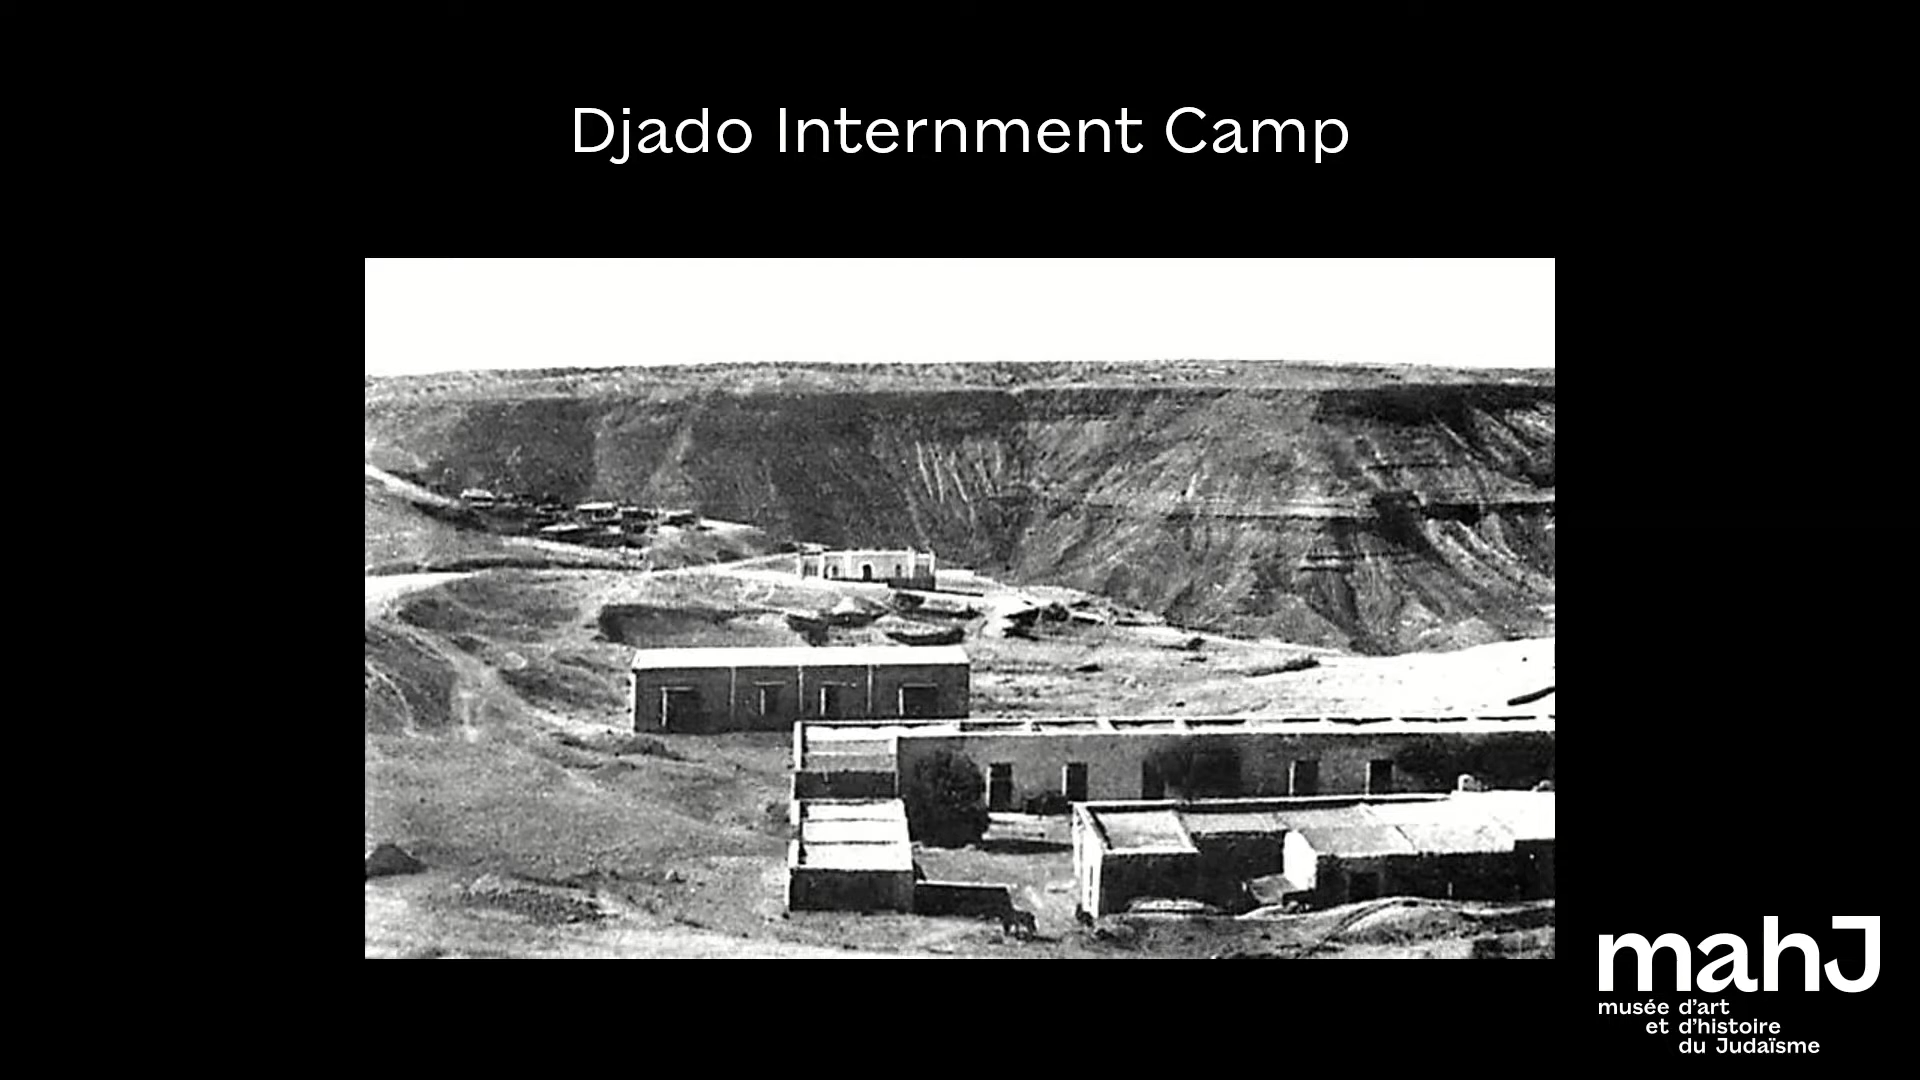 Djado Internment Camp
mahJ
musée d'art
et d'histoire
du Judaïsme